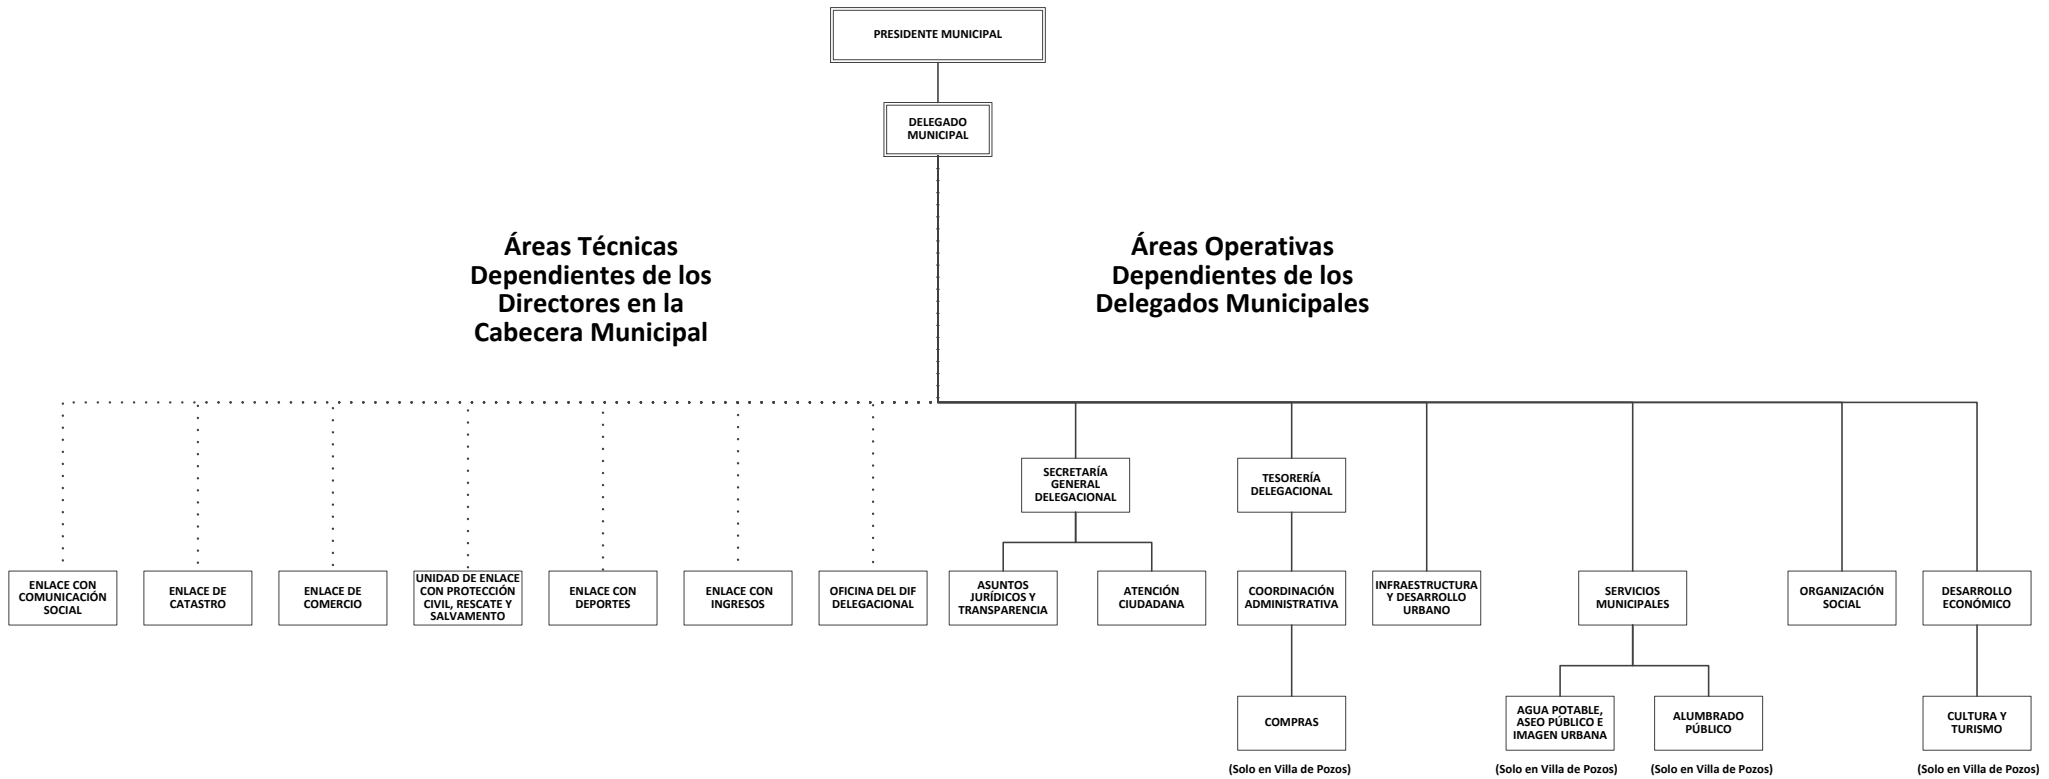 PRESIDENTE MUNICIPAL
DELEGADO
MUNICIPAL
Áreas Técnicas
Dependientes de los
Directores en la
Cabecera Municipal
Áreas Operativas
Dependientes de los
Delegados Municipales
SECRETARÍA
GENERAL
DELEGACIONAL
TESORERÍA
DELEGACIONAL
ENLACE CON
COMUNICACIÓN
SOCIAL
ENLACE DE
CATASTRO
ENLACE DE
COMERCIO
UNIDAD DE ENLACE
CON PROTECCIÓN
CIVIL, RESCATE Y
SALVAMENTO
ENLACE CON
DEPORTES
ENLACE CON
INGRESOS
OFICINA DEL DIF
DELEGACIONAL
ASUNTOS
JURÍDICOS Y
TRANSPARENCIA
ATENCIÓN
CIUDADANA
COORDINACIÓN
ADMINISTRATIVA
INFRAESTRUCTURA
Y DESARROLLO
URBANO
SERVICIOS
MUNICIPALES
ORGANIZACIÓN
SOCIAL
DESARROLLO
ECONÓMICO
COMPRAS
AGUA POTABLE,
ASEO PÚBLICO E
IMAGEN URBANA
ALUMBRADO
PÚBLICO
CULTURA Y
TURISMO
(Solo en Villa de Pozos)
(Solo en Villa de Pozos)
(Solo en Villa de Pozos)
(Solo en Villa de Pozos)